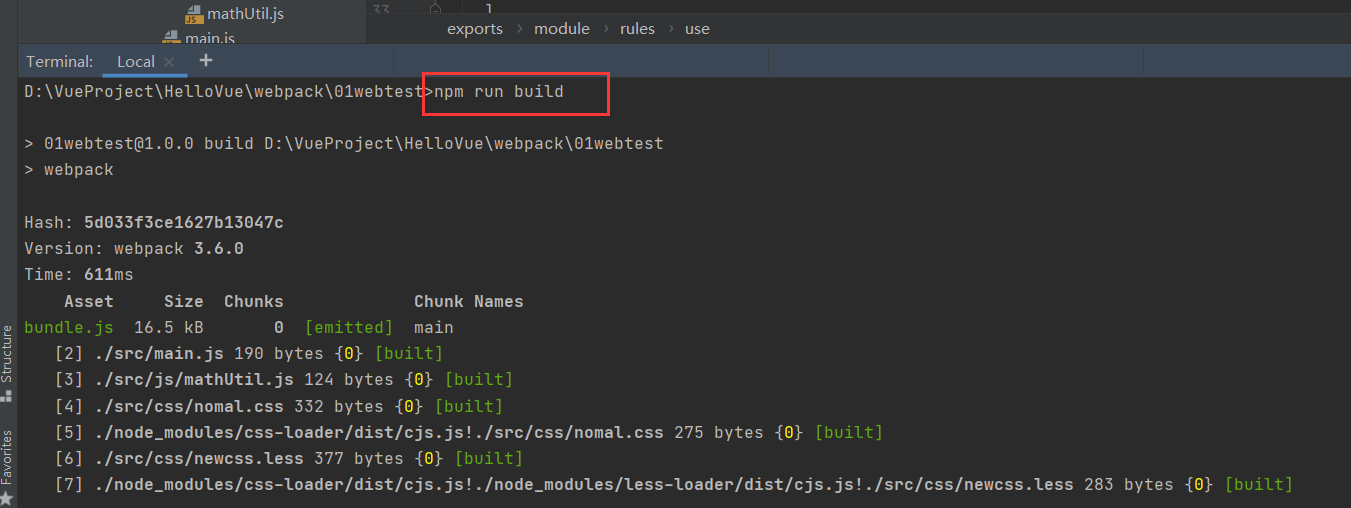 mathUtil.js
33
main.js
exports › module › rules › use
Terminal: Local × +
D:\VueProject\HelloVue\webpack\01webtest>npm run build
> 01webtest@1.0.0 build D:\VueProject\HelloVue\webpack\01webtest
> webpack
Hash: 5d033f3ce1627b13047c
Version: webpack 3.6.0
Time: 611ms
Asset Size Chunks Chunk Names
bundle.js 16.5 kB 0 [emitted] main
[2] ./src/main.js 190 bytes {0} [built]
[3] ./src/js/mathUtil.js 124 bytes {0} [built]
[4] ./src/css/nomal.css 332 bytes {0} [built]
[5] ./node_modules/css-loader/dist/cjs.js!./src/css/nomal.css 275 bytes {0} [built]
[6] ./src/css/newcss.less 377 bytes {0} [built]
[7] ./node_modules/css-loader/dist/cjs.js!./node_modules/less-loader/dist/cjs.js!./src/css/newcss.less 283 bytes {0} [built]
Structure
Favorites